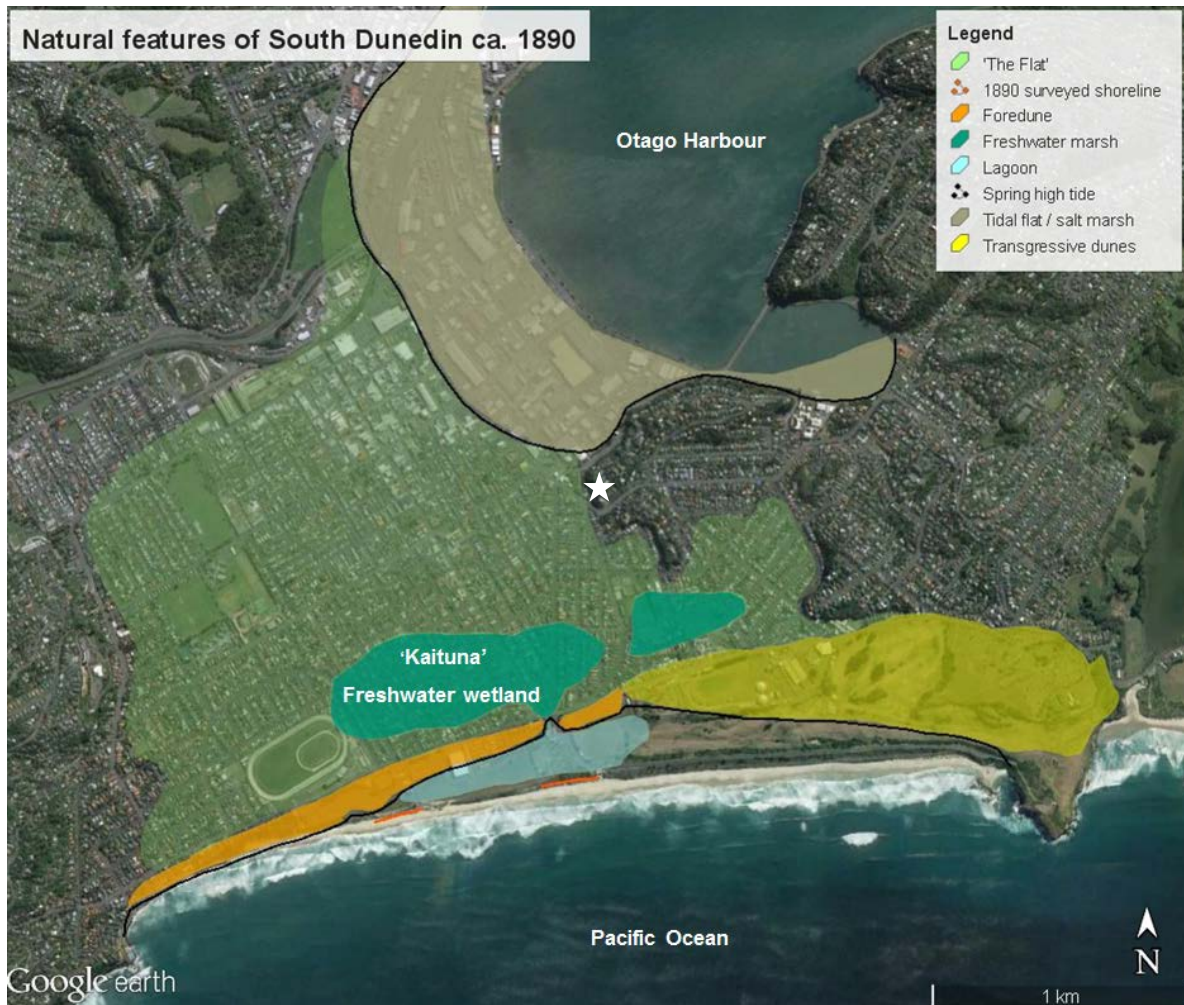 Natural features of South Dunedin ca. 1890
Legend
'The Flat'
1890 surveyed shoreline
Foredune
Freshwater marsh
Lagoon
Spring high tide
Tidal flat / salt marsh
Transgressive dunes
Otago Harbour
‘Kaituna’
Freshwater wetland
Pacific Ocean
N
Google earth
1 km